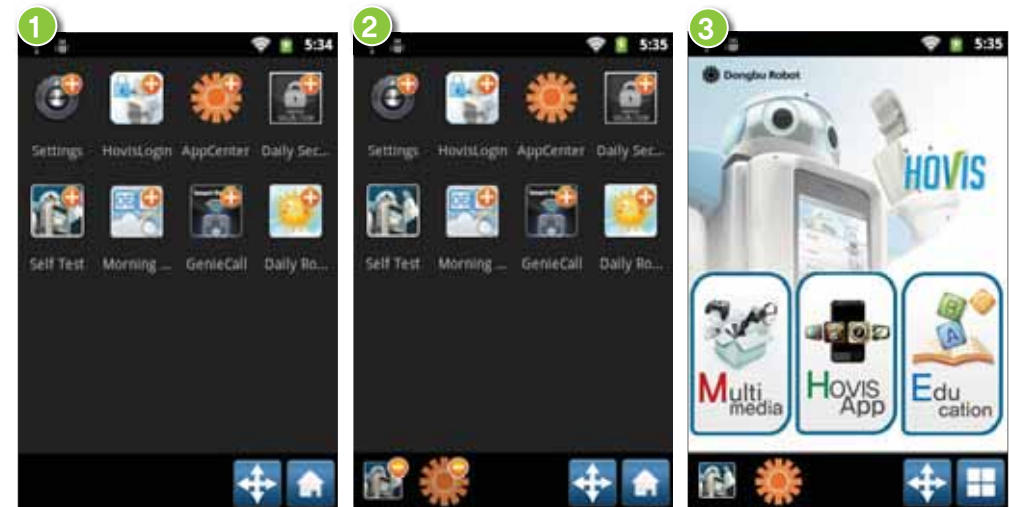 1
5:34
Settings HovisLogin AppCenter Daily Sec...
Self Test Morning ... GenieCall Daily Ro...
2
5:35
Settings HovisLogin AppCenter Daily Sec...
Self Test Morning ... GenieCall Daily Ro...
3
5:35
Dongbu Robot
HOVIS
Multi
media
Hovis
App
B
A
Edu
cation